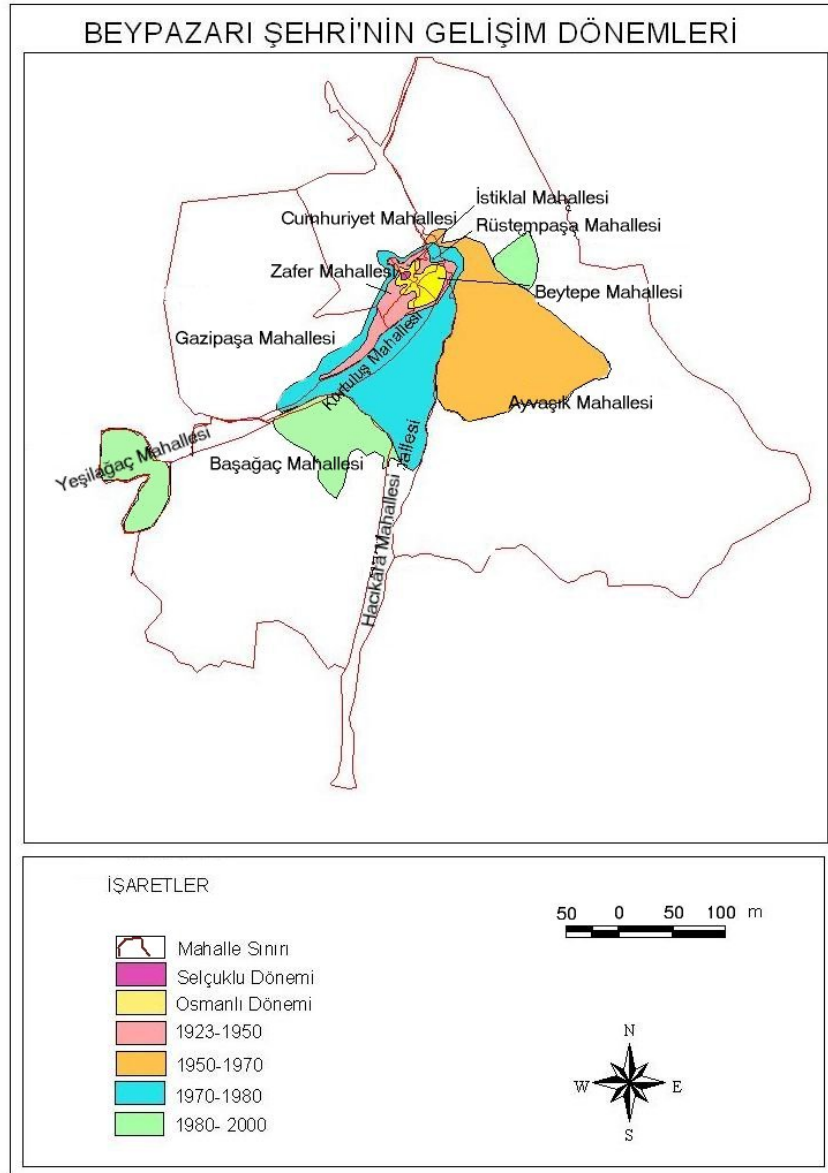 BEYPAZARI ŞEHRİ'NİN GELİŞİM DÖNEMLERİ
İstiklal Mahallesi
Cumhuriyet Mahallesi
Rüstempaşa Mahallesi
Zafer Mahallesi
Beytepe Mahallesi
Gazipaşa Mahallesi
Kurtuluş Mahallesi
Ayvaşık Mahallesi
Yeşilağaç Mahallesi
Başağaç Mahallesi
allesi
Hacıkara Mahallesi
İŞARETLER
50 0 50 100 m
Mahalle Sınırı
Selçuklu Dönemi
Osmanlı Dönemi
1923-1950
1950-1970
1970-1980
1980- 2000
N
W E
S